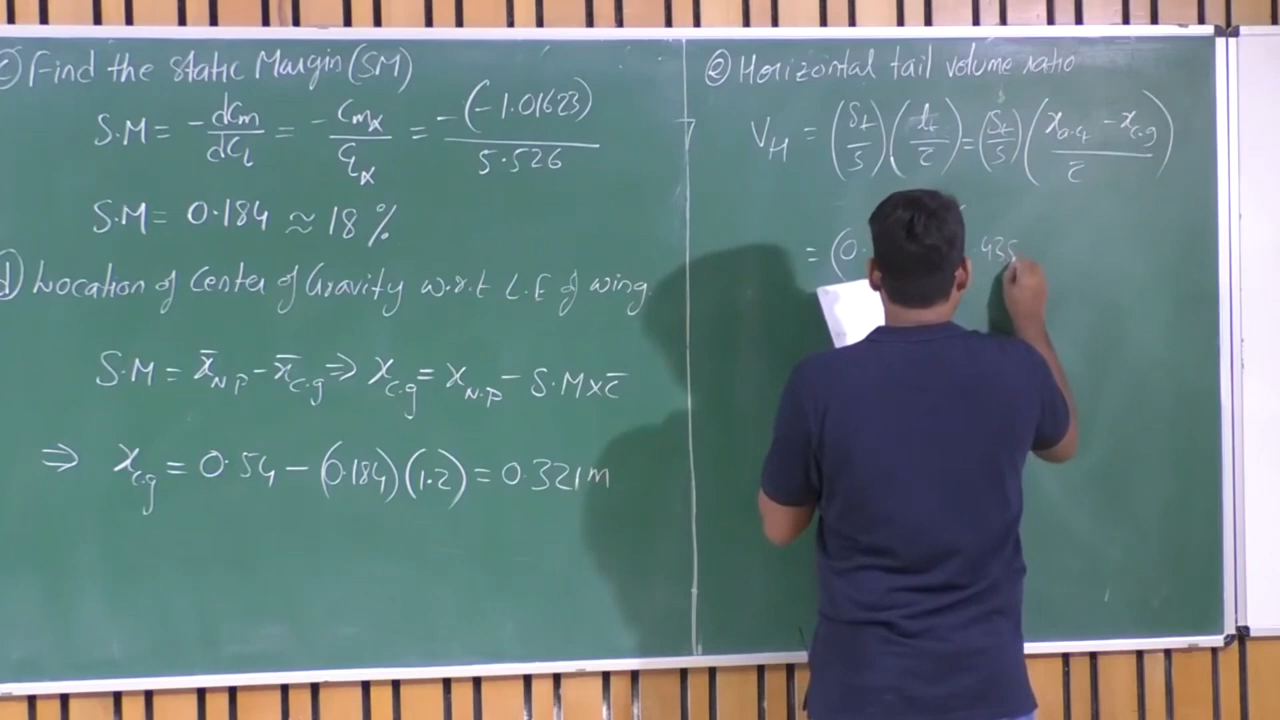 c) Find the Static Margin (SM)
S.M = -dCm/dCL = -Cmα/CLα = -(-1.01623)/5.526
S.M = 0.184 ≈ 18%
d) Location of Center of Gravity w.r.t L.E of wing.
S.M = x̄N.P - x̄C.g ⇒ xC.g = xN.P - S.M×c̄
⇒ xc.g = 0.54 - (0.184)(1.2) = 0.321m
e) Horizontal tail volume ratio
VH = (St/S)(lt/c̄) = (St/S)((xa.ct - xc.g)/c̄)
= (0. .435